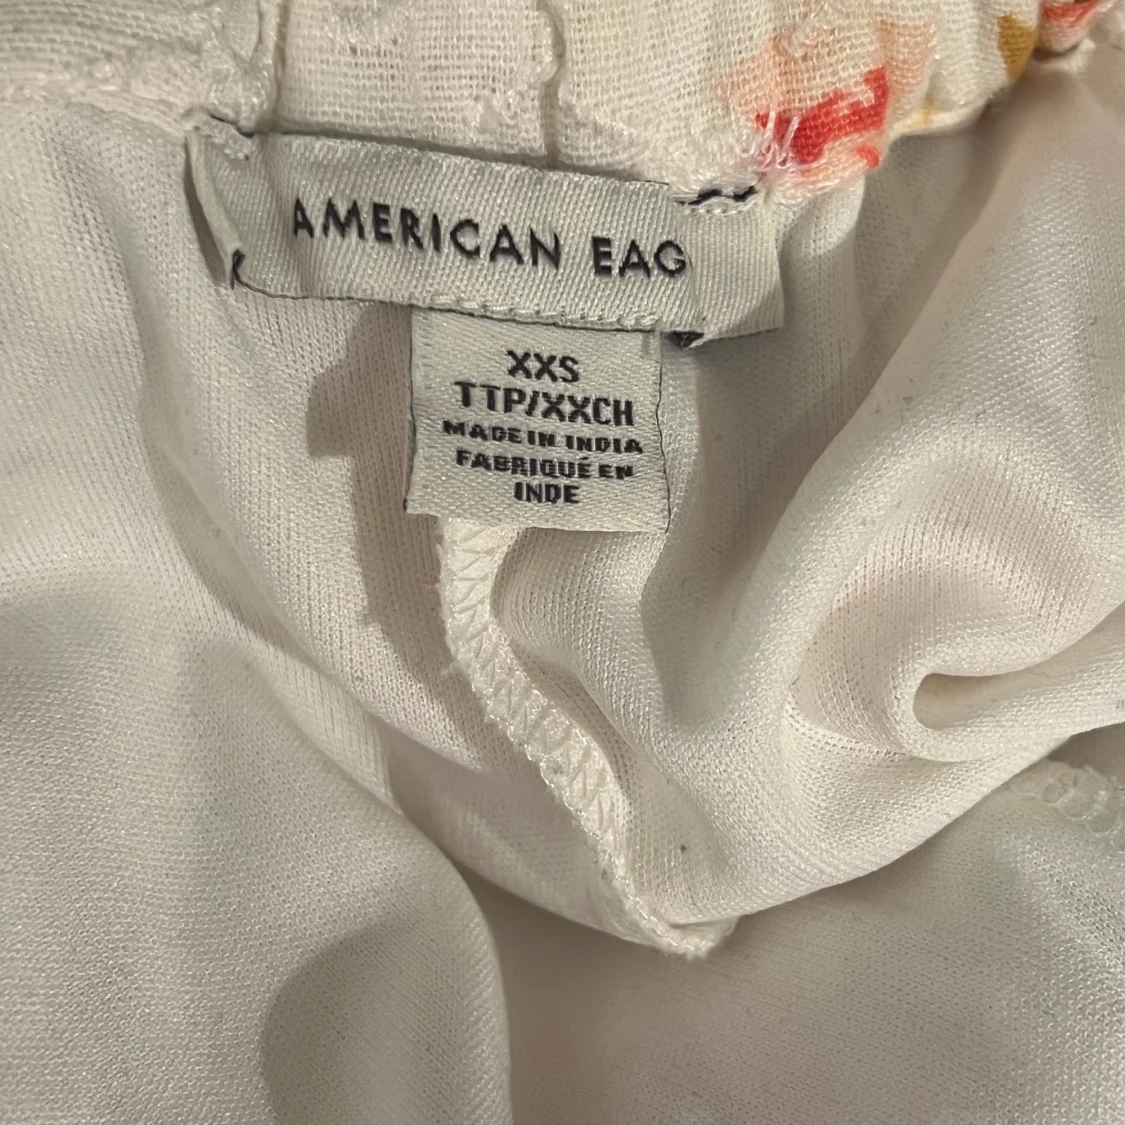 AMERICAN EAG
XXS
TTP/XXCH
MADE IN INDIA
FABRIQUÉ EN
INDE